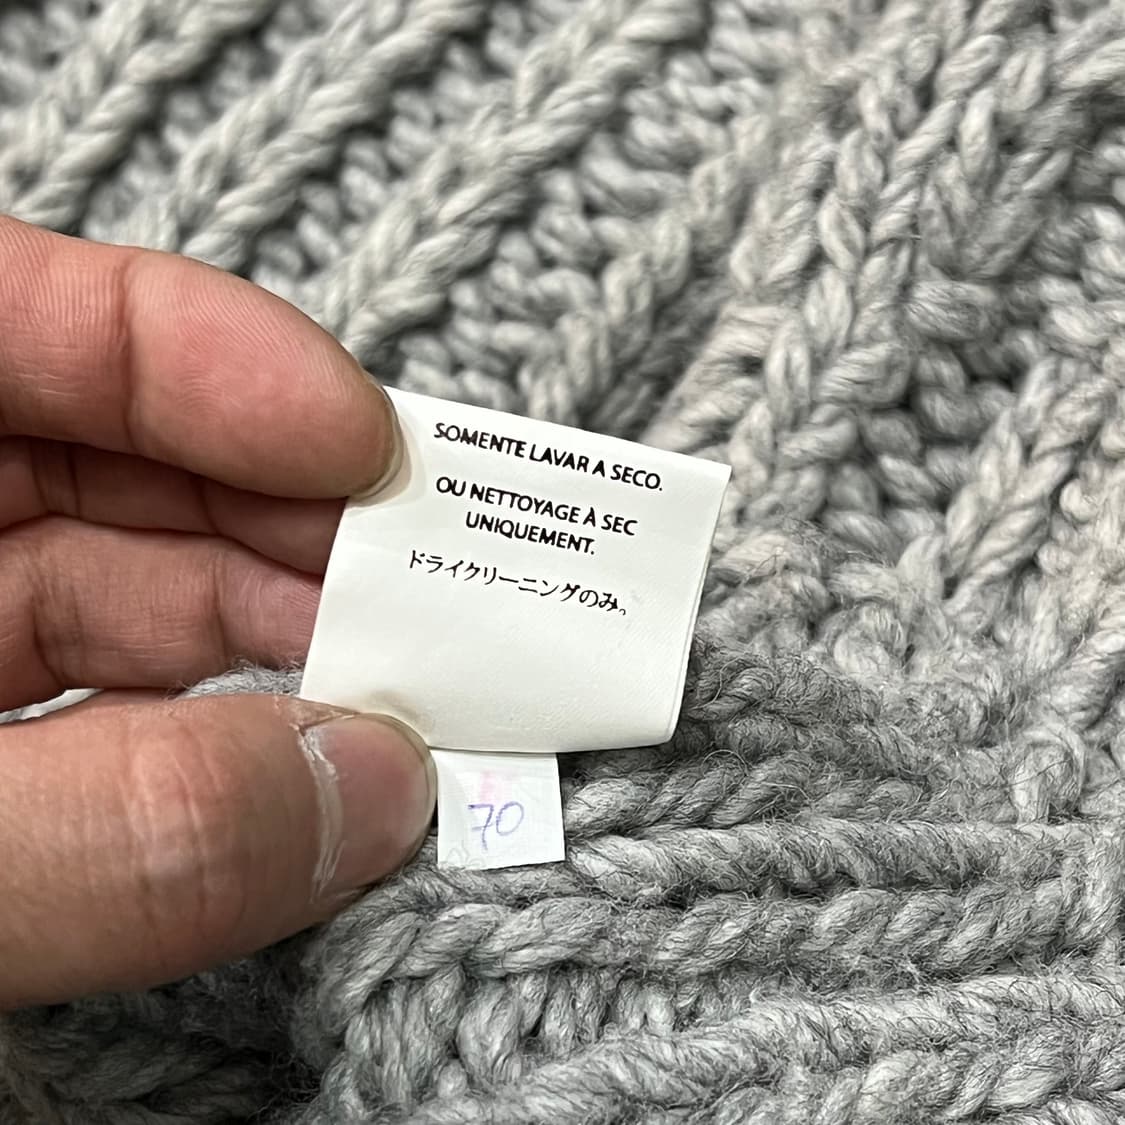 SOMENTE LAVAR A SECO.
OU NETTOYAGE À SEC
UNIQUEMENT.
ドライクリーニングのみ。
70